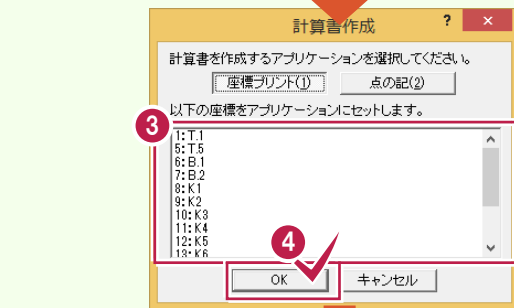 計算書作成 ? ×
計算書を作成するアプリケーションを選択してください。
座標プリント(1) 点の記(2)
以下の座標をアプリケーションにセットします。
3
1: T.1
5: T.5
6: B.1
7: B.2
8: K1
9: K2
10: K3
11: K4
12: K5
13: K6
4
OK キャンセル